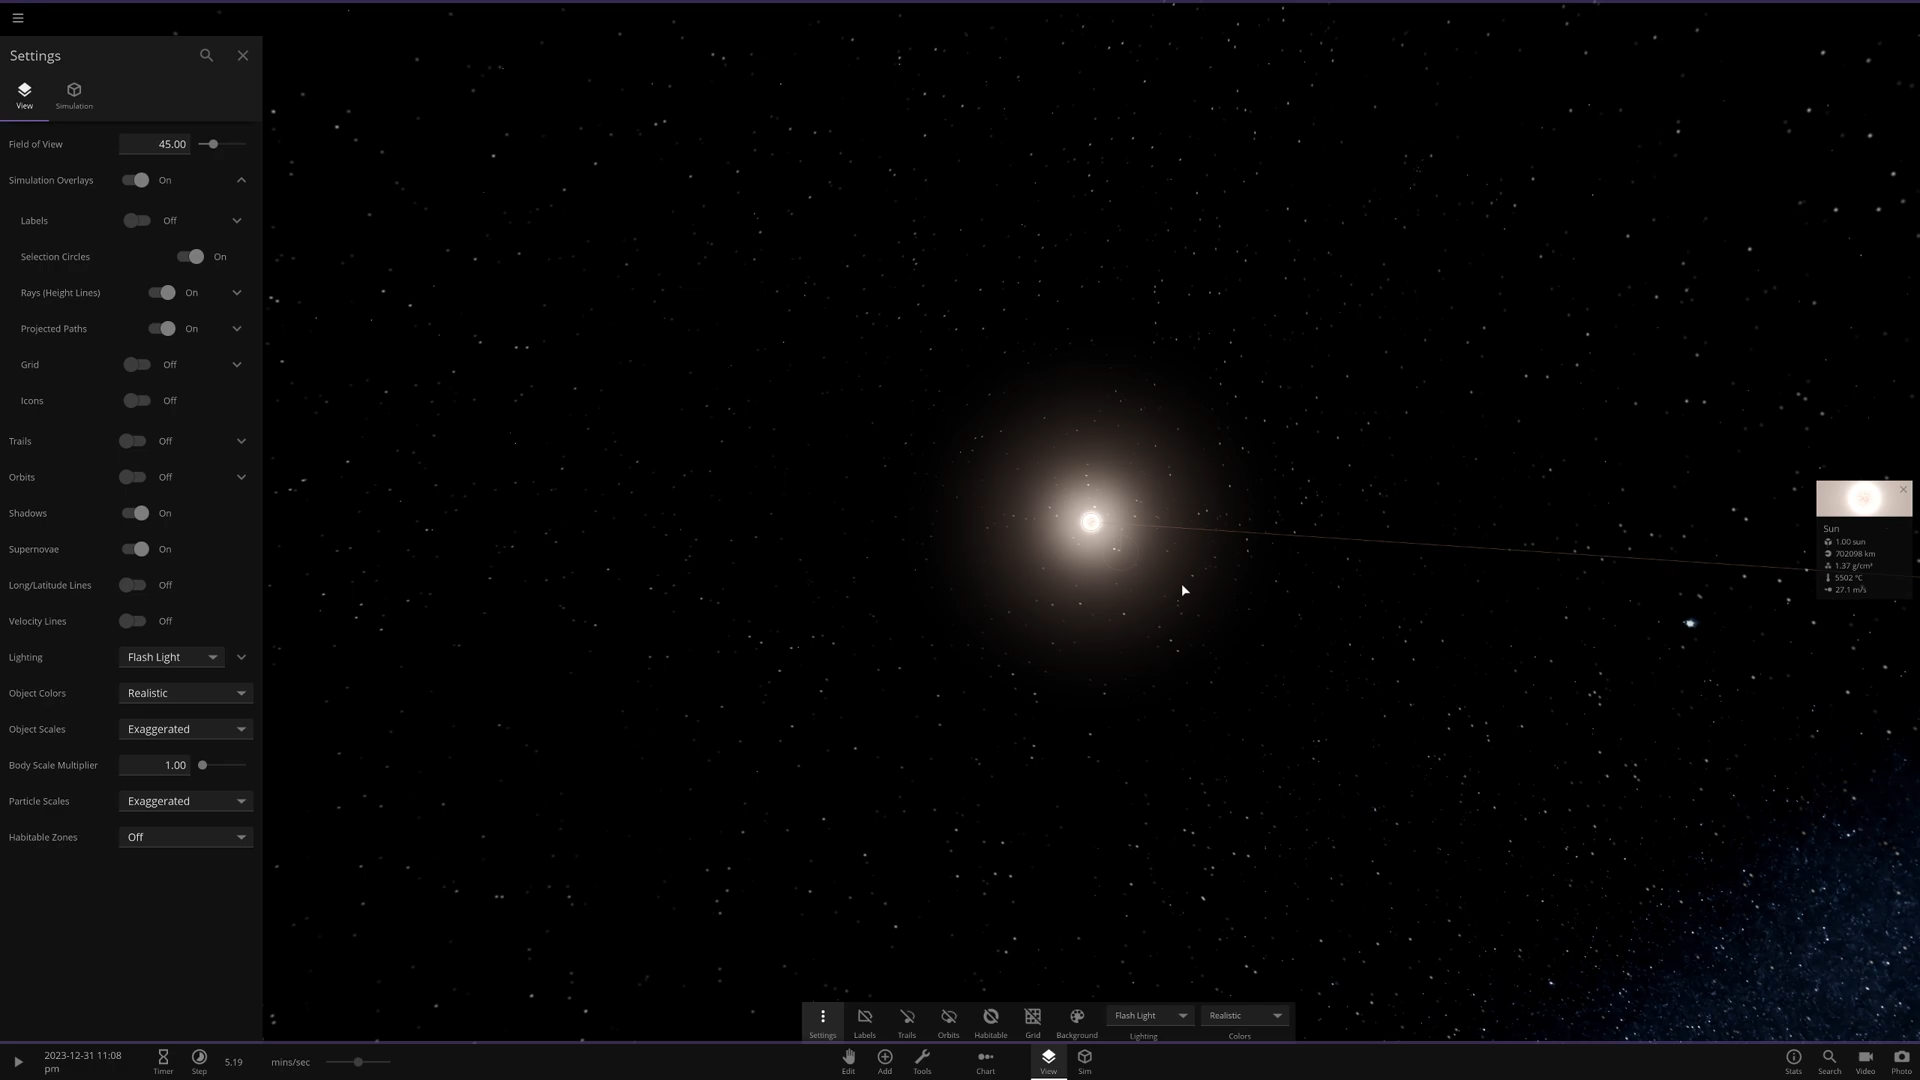 Settings
View
Simulation
Field of View 45.00
Simulation Overlays On
Labels Off
Selection Circles On
Rays (Height Lines) On
Projected Paths On
Grid Off
Icons Off
Trails Off
Orbits Off
Shadows On
Supernovae On
Long/Latitude Lines Off
Velocity Lines Off
Lighting Flash Light
Object Colors Realistic
Object Scales Exaggerated
Body Scale Multiplier 1.00
Particle Scales Exaggerated
Habitable Zones Off
Sun
1.00 sun
702098 km
1.37 g/cm³
5502 °C
27.1 m/s
Flash Light Realistic
Settings Labels Trails Orbits Habitable Grid Background Lighting Colors
2023-12-31 11:08
pm
Timer Step 5.19 mins/sec Edit Add Tools Chart View Sim Stats Search Video Photo